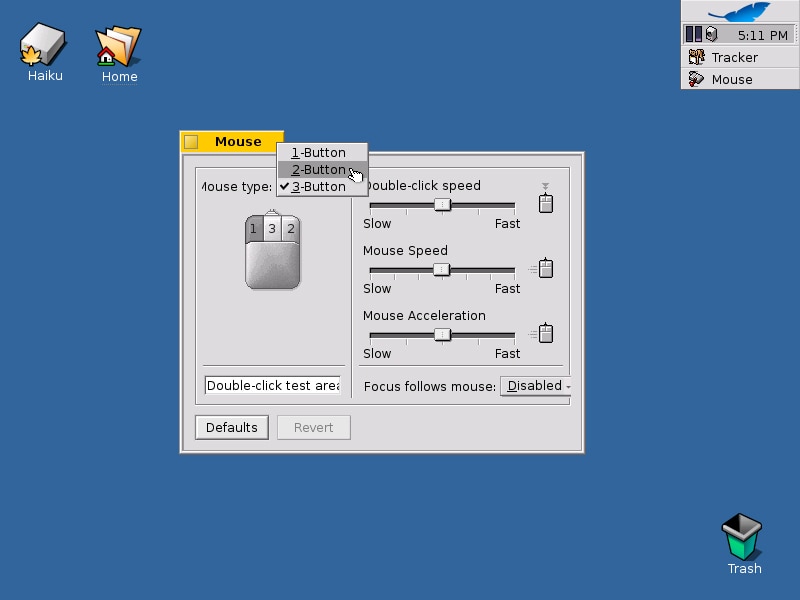 5:11 PM
Tracker
Mouse
Haiku
Home
Mouse
1-Button
2-Button
3-Button
Mouse type:
1 3 2
Double-click speed
Slow Fast
Mouse Speed
Slow Fast
Mouse Acceleration
Slow Fast
Double-click test area
Focus follows mouse: Disabled
Defaults Revert
Trash